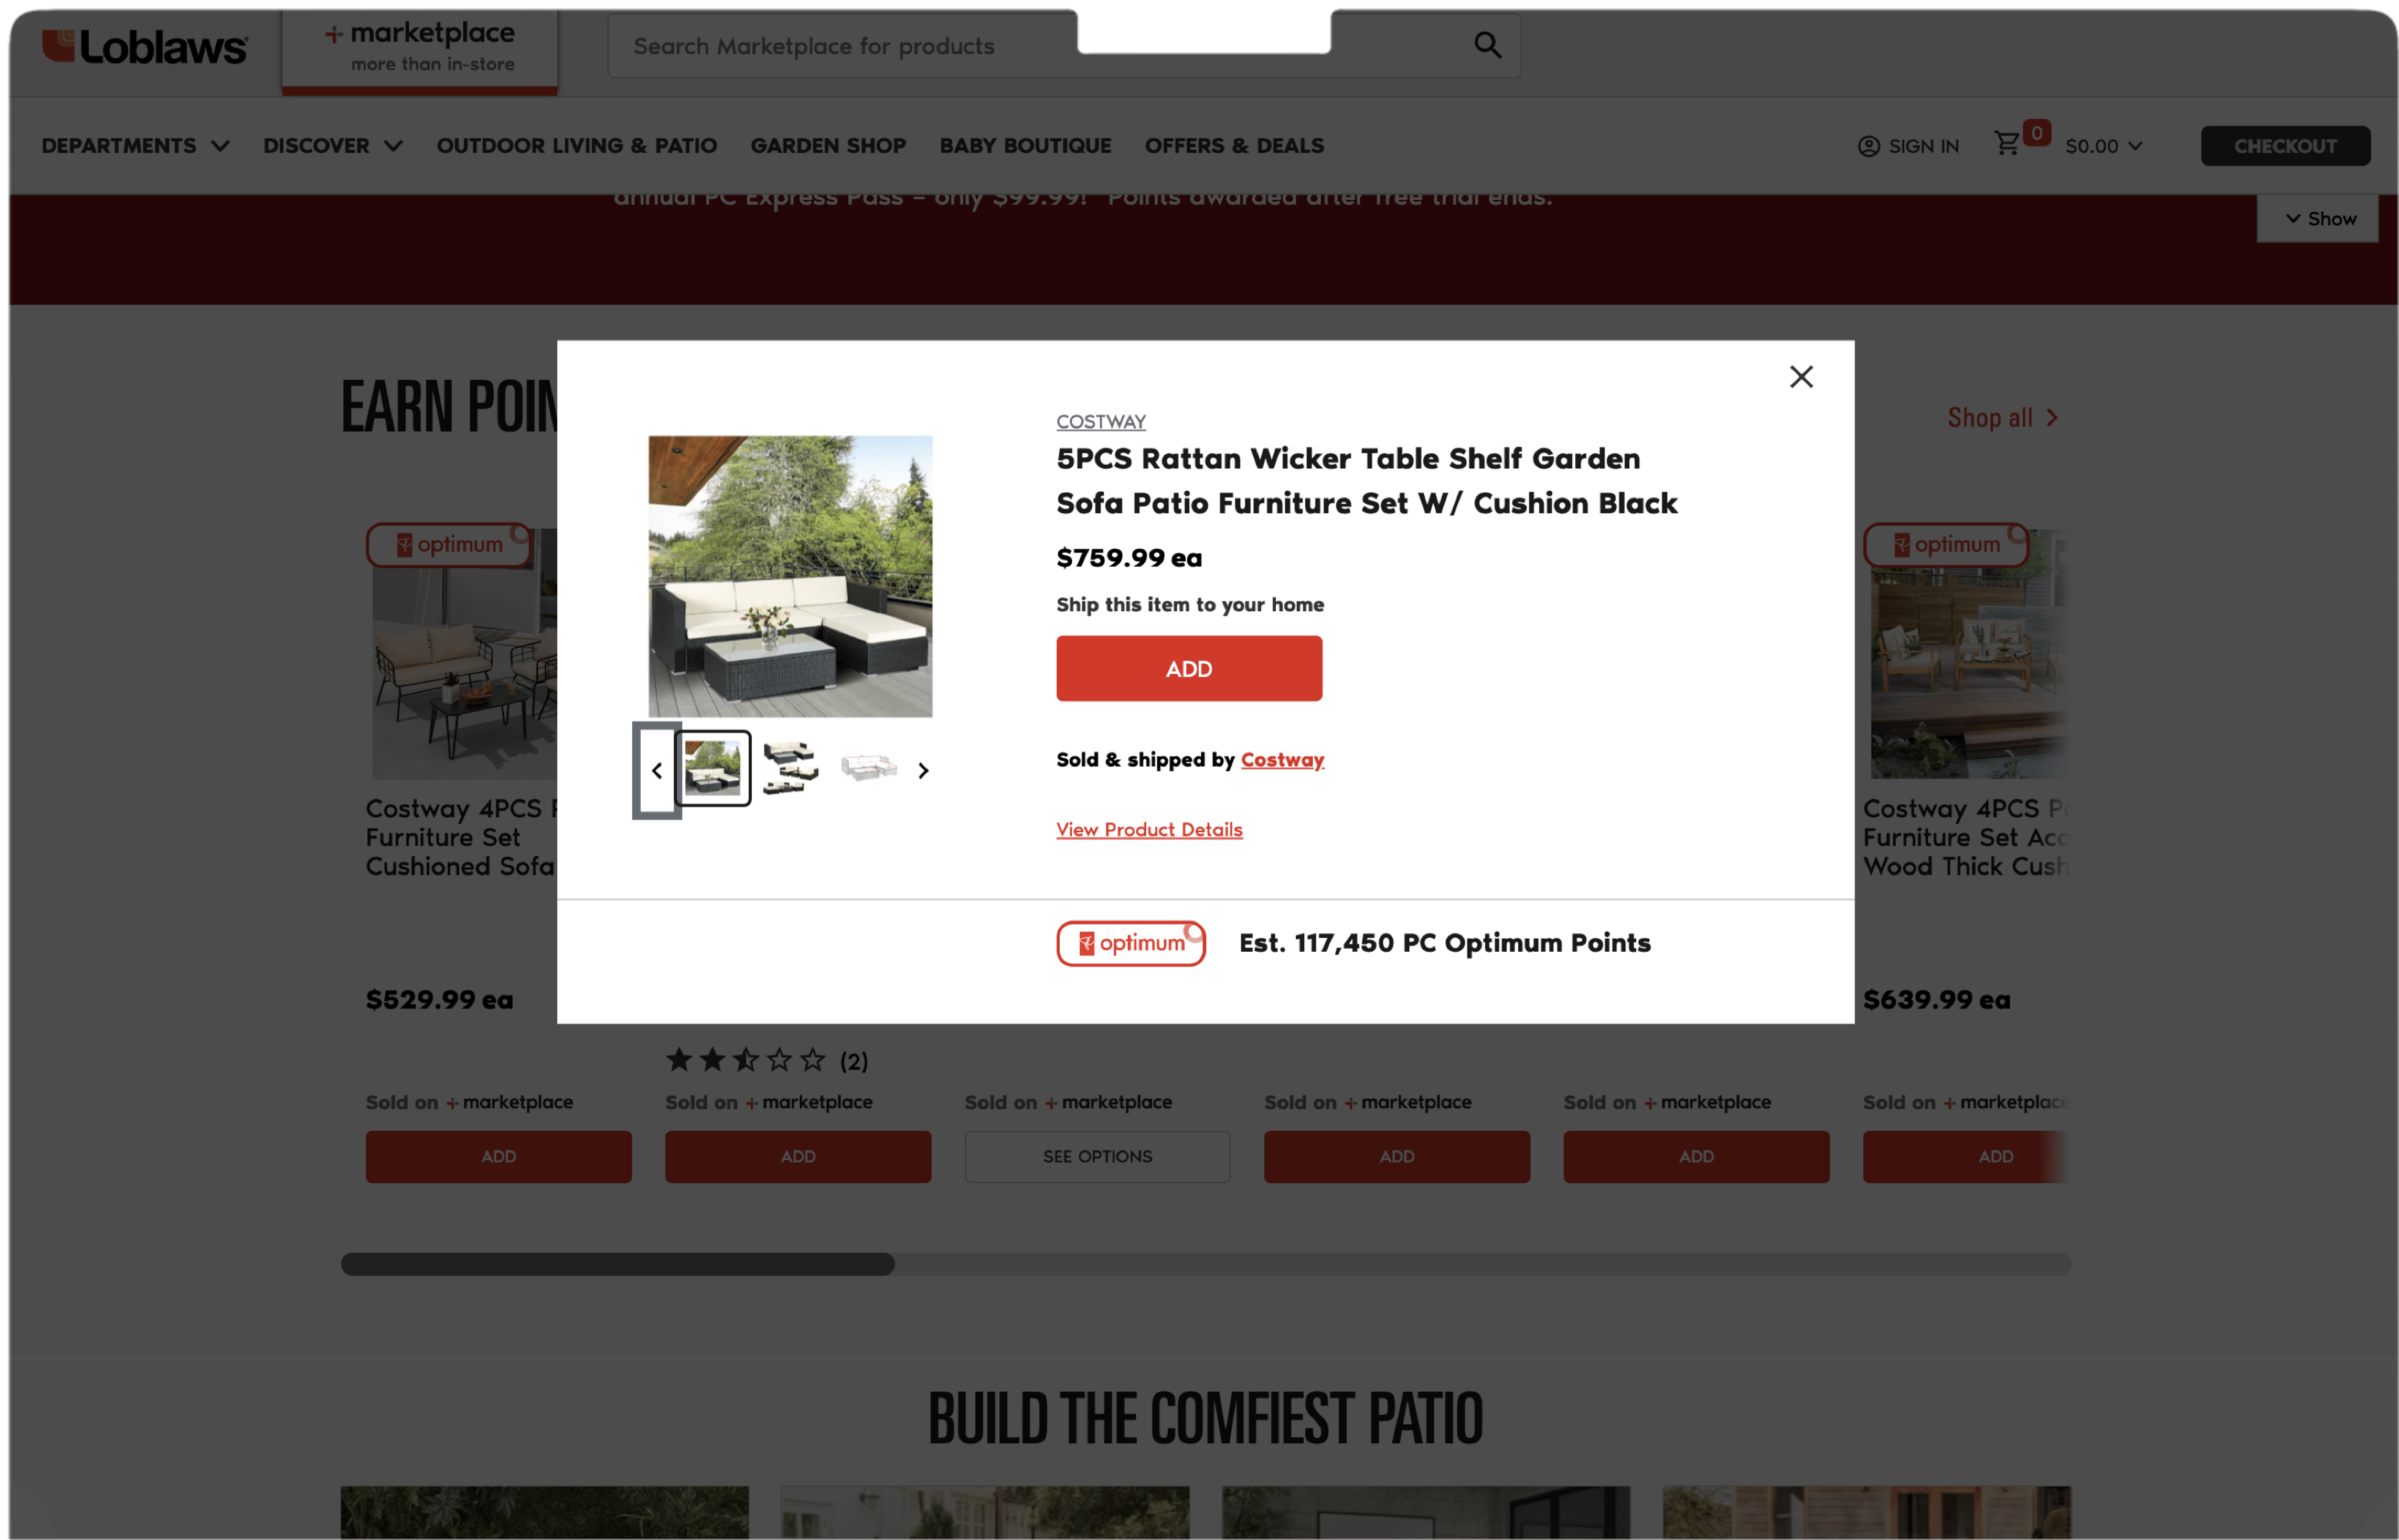 Loblaws
marketplace
more than in-store
Search Marketplace for products
DEPARTMENTS
DISCOVER
OUTDOOR LIVING & PATIO
GARDEN SHOP
BABY BOUTIQUE
OFFERS & DEALS
SIGN IN
0
$0.00
CHECKOUT
annual PC Express Pass – only $99.99! Points awarded after free trial ends.
Show
EARN POIN
Shop all
COSTWAY
5PCS Rattan Wicker Table Shelf Garden
Sofa Patio Furniture Set W/ Cushion Black
$759.99 ea
Ship this item to your home
ADD
Sold & shipped by Costway
View Product Details
optimum
Est. 117,450 PC Optimum Points
optimum
Costway 4PCS
Furniture Set
Cushioned Sofa
$529.99 ea
Sold on marketplace
ADD
(2)
Sold on marketplace
ADD
Sold on marketplace
SEE OPTIONS
Sold on marketplace
ADD
Sold on marketplace
ADD
optimum
Costway 4PCS
Furniture Set
Wood Thick
$639.99 ea
Sold on marketplace
ADD
BUILD THE COMFIEST PATIO